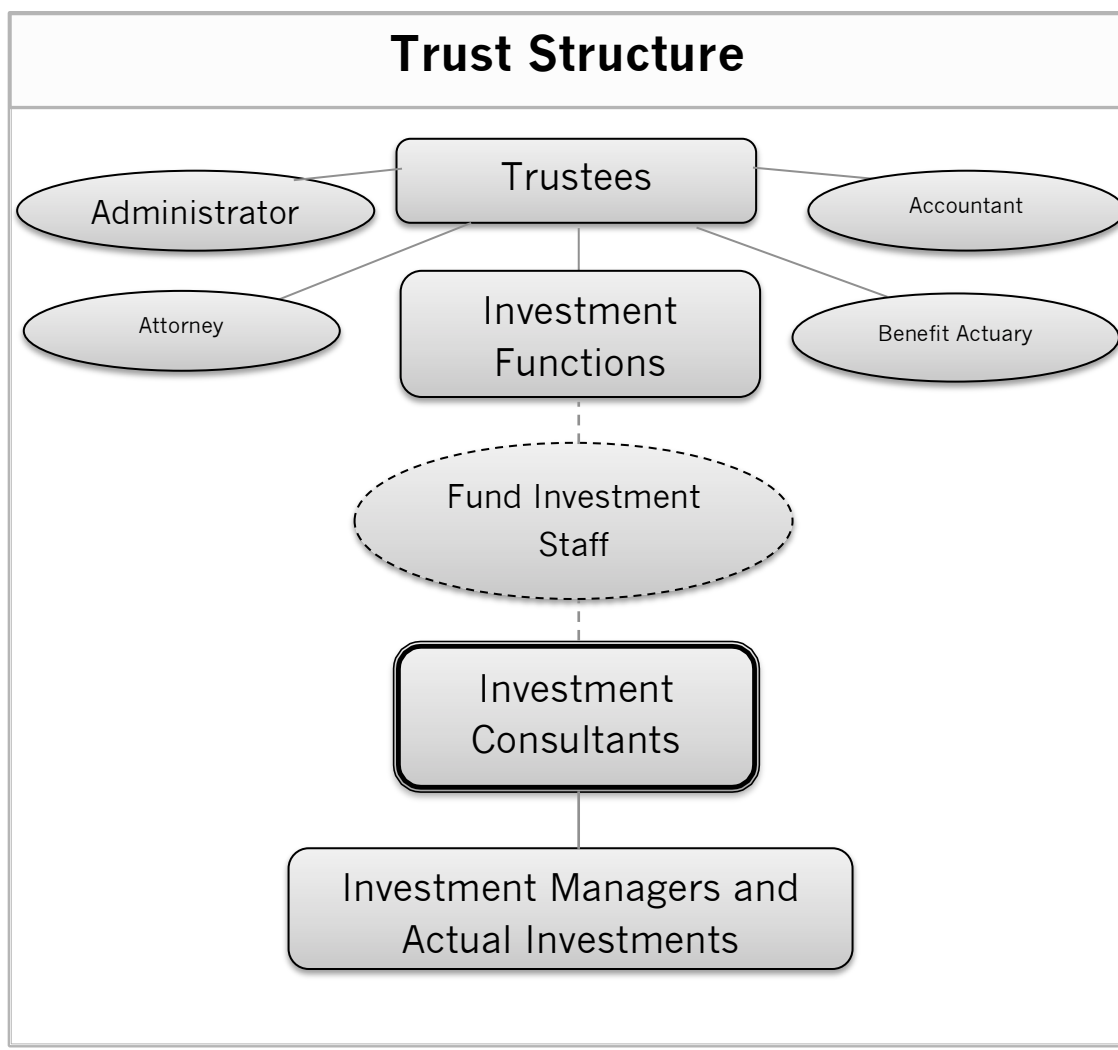 Trust Structure
Trustees
Administrator
Accountant
Attorney
Investment
Functions
Benefit Actuary
Fund Investment
Staff
Investment
Consultants
Investment Managers and
Actual Investments